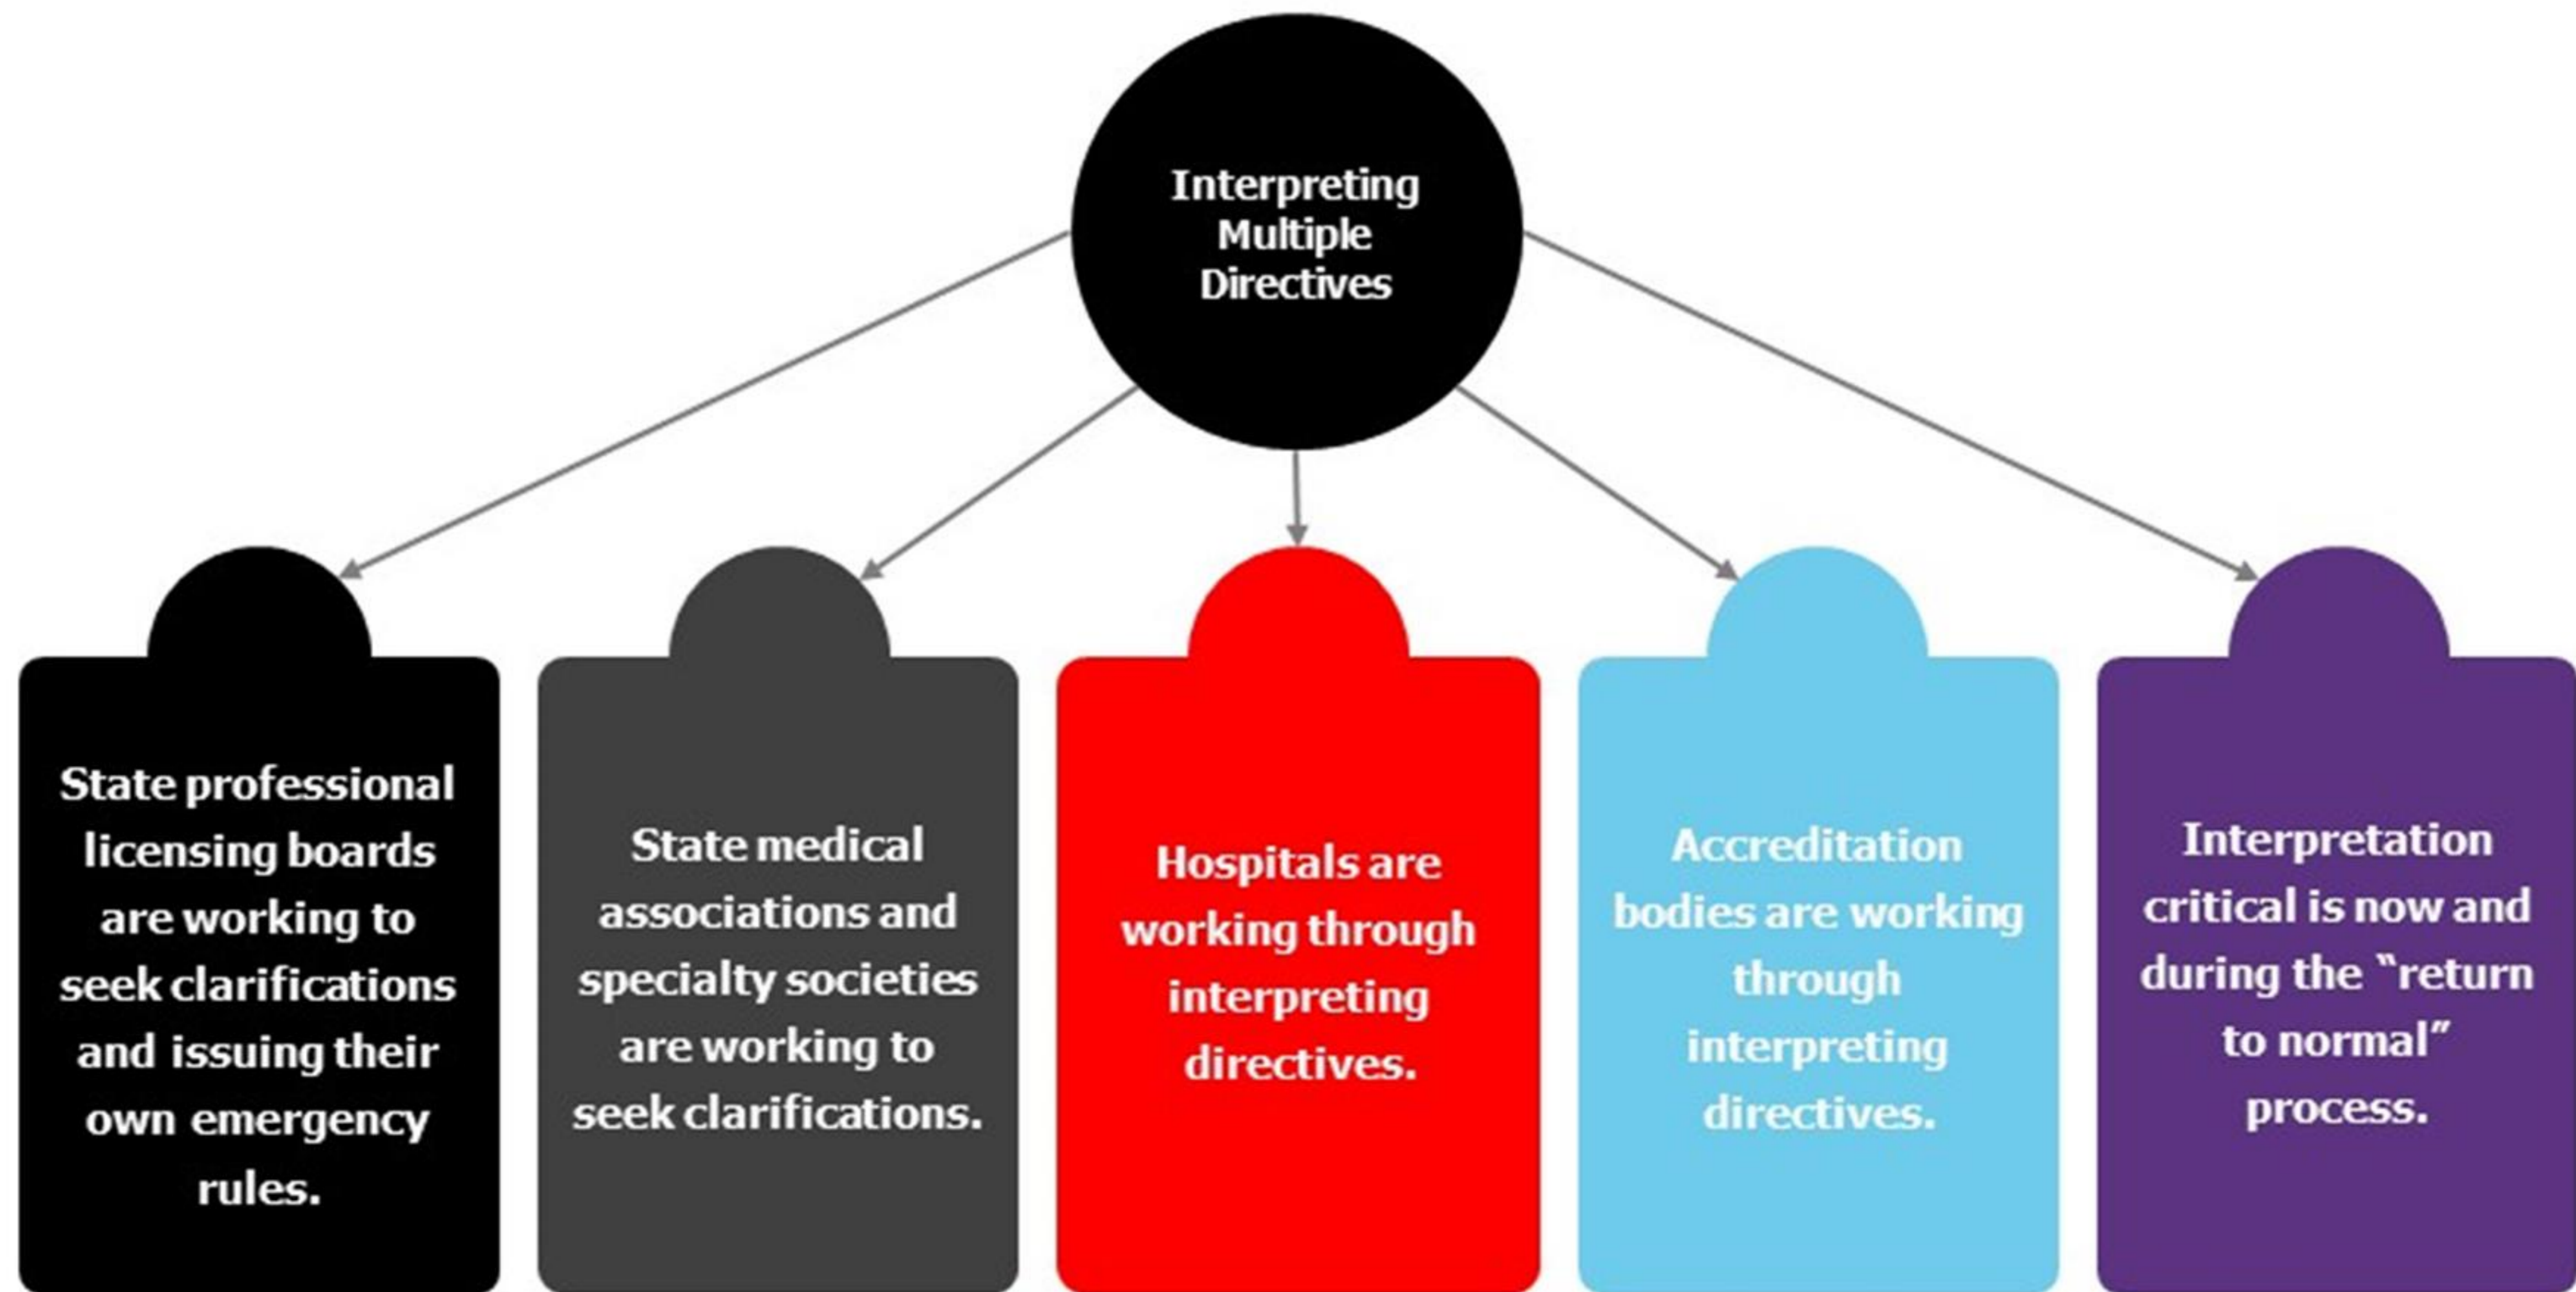 Interpreting
Multiple
Directives
State professional
licensing boards
are working to
seek clarifications
and issuing their
own emergency
rules.
State medical
associations and
specialty societies
are working to
seek clarifications.
Hospitals are
working through
interpreting
directives.
Accreditation
bodies are working
through
interpreting
directives.
Interpretation
critical is now and
during the “return
to normal”
process.